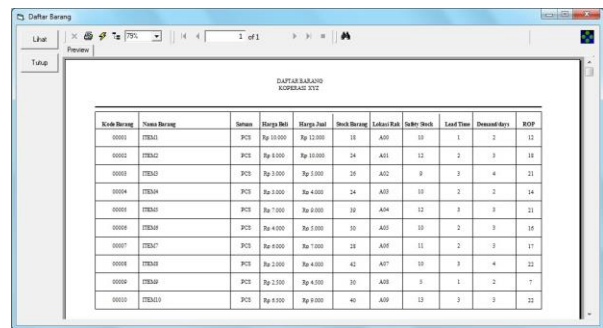 Daftar Barang
Lihat
Tutup
75%
1 of 1
Preview
DAFTAR BARANG
KOPERASI XYZ
Kode Barang Nama Barang Satuan Harga Beli Harga Jual Stock Barang Lokasi Rak Safety Stock Lead Time Demand/days ROP
00001 ITEM1 PCS Rp 10.000 Rp 12.000 18 A00 10 1 2 12
00002 ITEM2 PCS Rp 8.000 Rp 10.000 24 A01 12 2 3 18
00003 ITEM3 PCS Rp 3.000 Rp 5.000 26 A02 9 3 4 21
00004 ITEM4 PCS Rp 3.000 Rp 4.000 24 A03 10 2 2 14
00005 ITEM5 PCS Rp 7.000 Rp 9.000 39 A04 12 3 3 21
00006 ITEM6 PCS Rp 4.000 Rp 5.000 30 A05 10 2 3 16
00007 ITEM7 PCS Rp 6.000 Rp 7.000 28 A06 11 2 3 17
00008 ITEM8 PCS Rp 2.000 Rp 4.000 42 A07 10 3 4 22
00009 ITEM9 PCS Rp 2.500 Rp 4.500 30 A08 5 1 2 7
00010 ITEM10 PCS Rp 8.500 Rp 9.000 40 A09 13 3 3 22